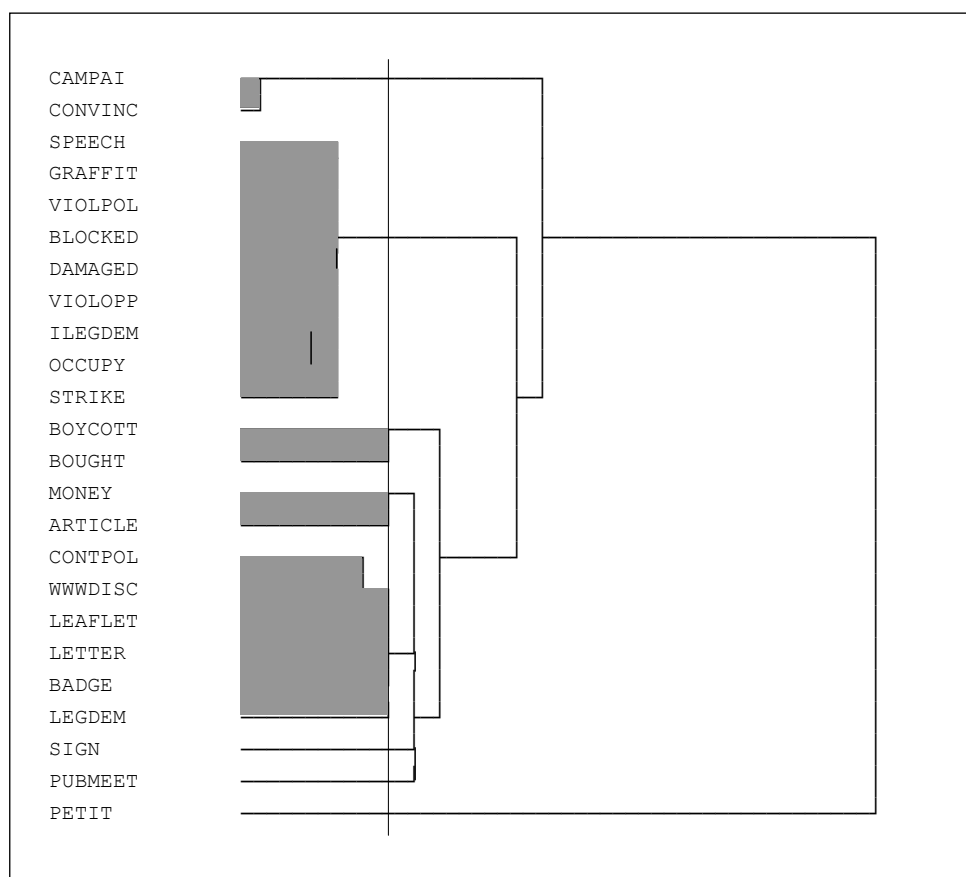 CAMPAI
CONVINC
SPEECH
GRAFFIT
VIOLPOL
BLOCKED
DAMAGED
VIOLOPP
ILEGDEM
OCCUPY
STRIKE
BOYCOTT
BOUGHT
MONEY
ARTICLE
CONTPOL
WWWDISC
LEAFLET
LETTER
BADGE
LEGDEM
SIGN
PUBMEET
PETIT